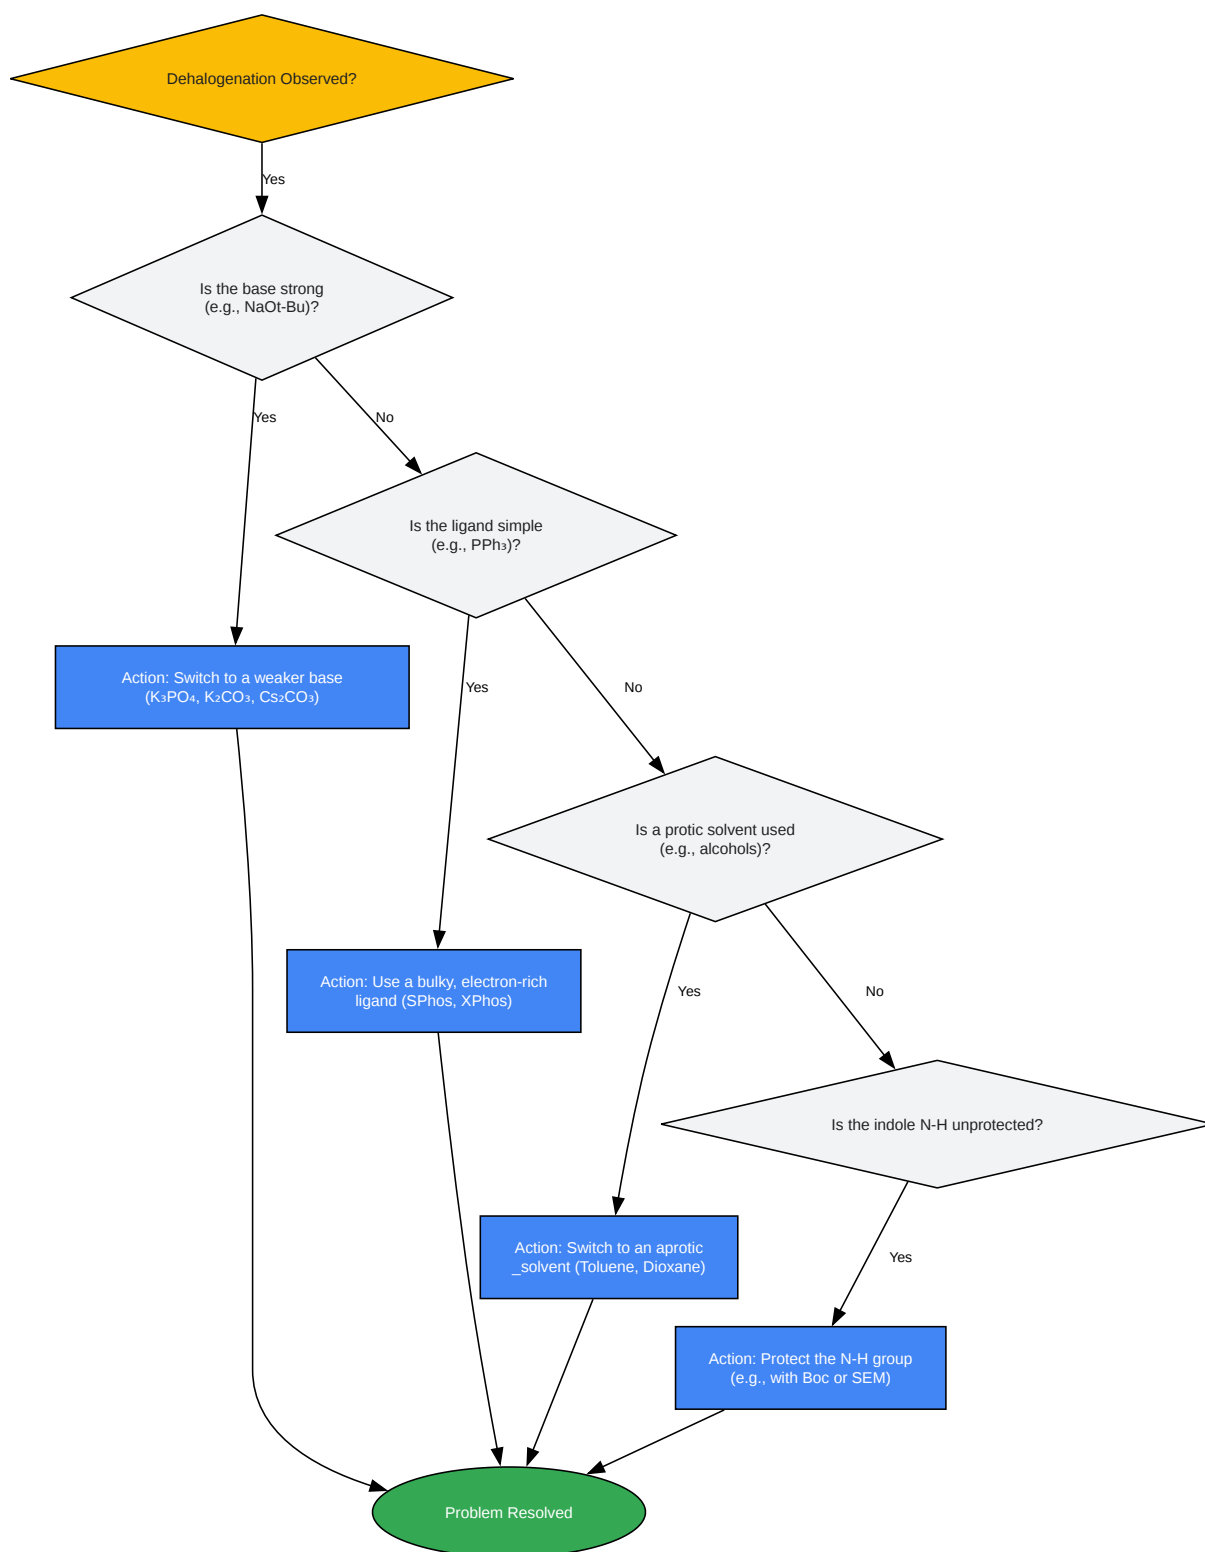 Dehalogenation Observed?
Yes
Is the base strong
(e.g., NaOt-Bu)?
Yes
No
Is the ligand simple
(e.g., PPh₃)?
Action: Switch to a weaker base
(K₃PO₄, K₂CO₃, Cs₂CO₃)
Yes
No
Is a protic solvent used
(e.g., alcohols)?
Action: Use a bulky, electron-rich
ligand (SPhos, XPhos)
Yes
No
Is the indole N-H unprotected?
Action: Switch to an aprotic
_solvent (Toluene, Dioxane)
Yes
Action: Protect the N-H group
(e.g., with Boc or SEM)
Problem Resolved